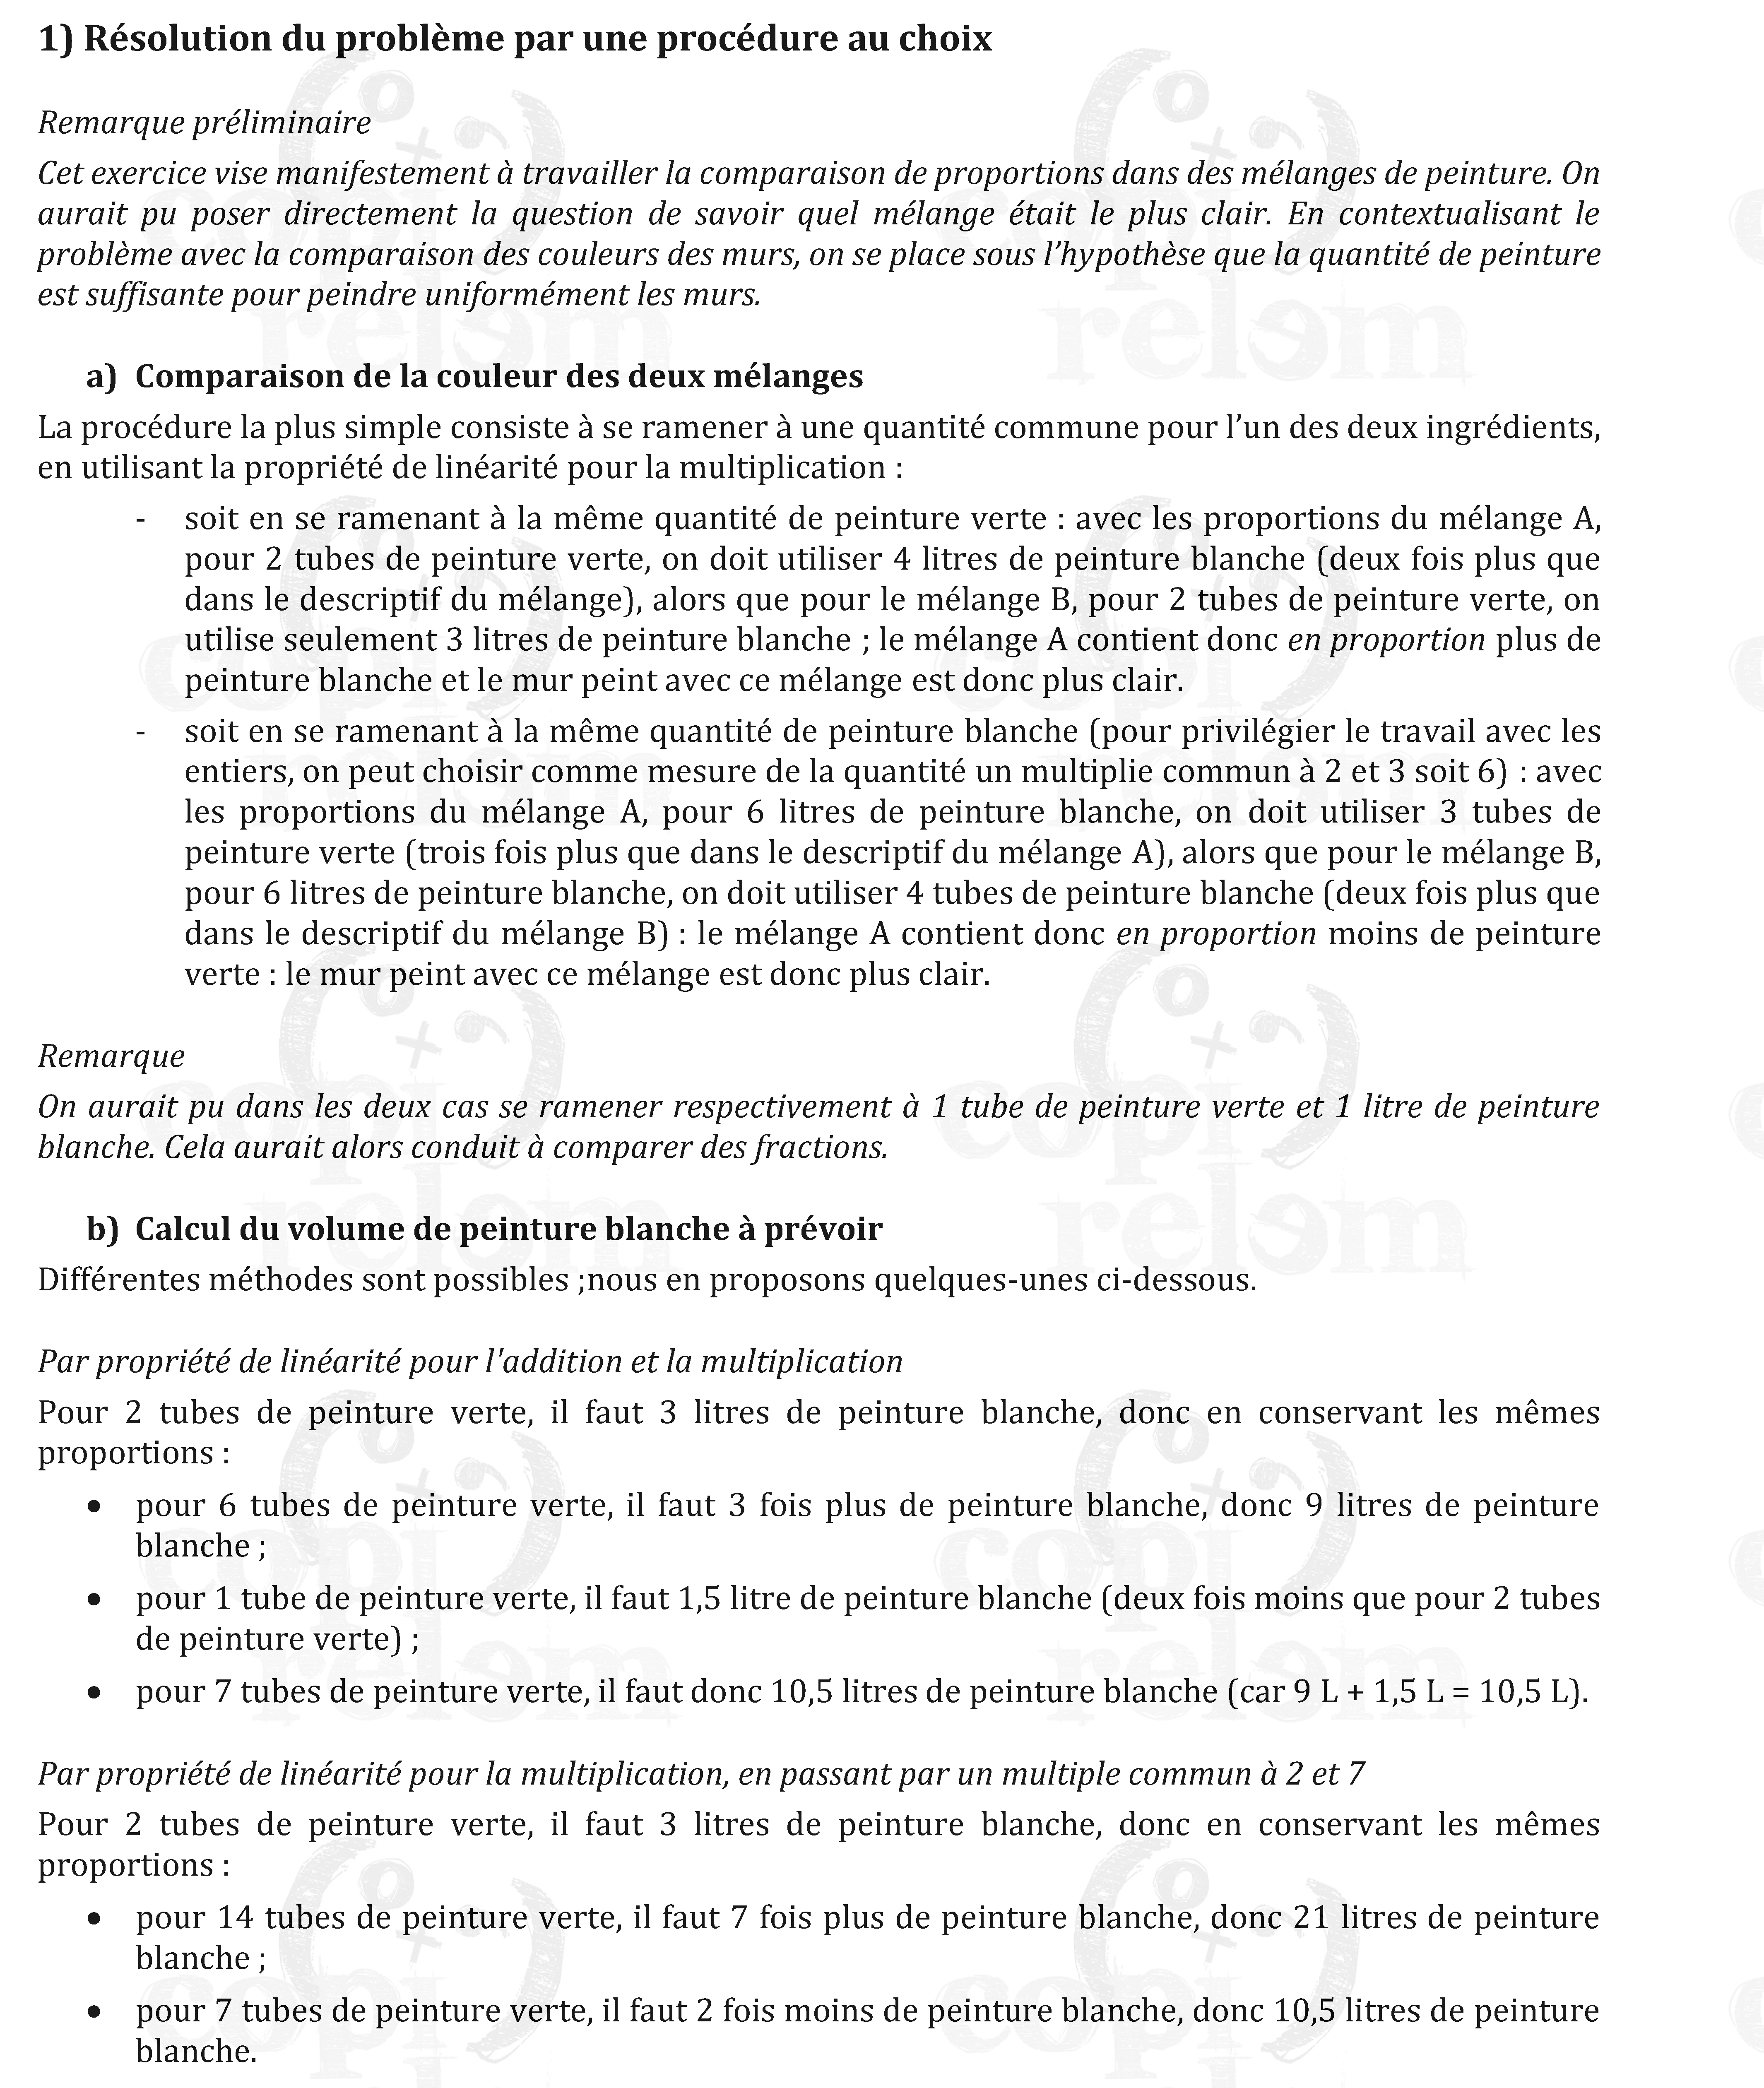 1) Résolution du problème par une procédure au choix
Remarque préliminaire
Cet exercice vise manifestement à travailler la comparaison de proportions dans des mélanges de peinture. On
aurait pu poser directement la question de savoir quel mélange était le plus clair. En contextualisant le
problème avec la comparaison des couleurs des murs, on se place sous l’hypothèse que la quantité de peinture
est suffisante pour peindre uniformément les murs.
a) Comparaison de la couleur des deux mélanges
La procédure la plus simple consiste à se ramener à une quantité commune pour l’un des deux ingrédients,
en utilisant la propriété de linéarité pour la multiplication :
- soit en se ramenant à la même quantité de peinture verte : avec les proportions du mélange A,
pour 2 tubes de peinture verte, on doit utiliser 4 litres de peinture blanche (deux fois plus que
dans le descriptif du mélange), alors que pour le mélange B, pour 2 tubes de peinture verte, on
utilise seulement 3 litres de peinture blanche ; le mélange A contient donc en proportion plus de
peinture blanche et le mur peint avec ce mélange est donc plus clair.
- soit en se ramenant à la même quantité de peinture blanche (pour privilégier le travail avec les
entiers, on peut choisir comme mesure de la quantité un multiplie commun à 2 et 3 soit 6) : avec
les proportions du mélange A, pour 6 litres de peinture blanche, on doit utiliser 3 tubes de
peinture verte (trois fois plus que dans le descriptif du mélange A), alors que pour le mélange B,
pour 6 litres de peinture blanche, on doit utiliser 4 tubes de peinture blanche (deux fois plus que
dans le descriptif du mélange B) : le mélange A contient donc en proportion moins de peinture
verte : le mur peint avec ce mélange est donc plus clair.
Remarque
On aurait pu dans les deux cas se ramener respectivement à 1 tube de peinture verte et 1 litre de peinture
blanche. Cela aurait alors conduit à comparer des fractions.
b) Calcul du volume de peinture blanche à prévoir
Différentes méthodes sont possibles ;nous en proposons quelques-unes ci-dessous.
Par propriété de linéarité pour l'addition et la multiplication
Pour 2 tubes de peinture verte, il faut 3 litres de peinture blanche, donc en conservant les mêmes
proportions :
• pour 6 tubes de peinture verte, il faut 3 fois plus de peinture blanche, donc 9 litres de peinture
blanche ;
• pour 1 tube de peinture verte, il faut 1,5 litre de peinture blanche (deux fois moins que pour 2 tubes
de peinture verte) ;
• pour 7 tubes de peinture verte, il faut donc 10,5 litres de peinture blanche (car 9 L + 1,5 L = 10,5 L).
Par propriété de linéarité pour la multiplication, en passant par un multiple commun à 2 et 7
Pour 2 tubes de peinture verte, il faut 3 litres de peinture blanche, donc en conservant les mêmes
proportions :
• pour 14 tubes de peinture verte, il faut 7 fois plus de peinture blanche, donc 21 litres de peinture
blanche ;
• pour 7 tubes de peinture verte, il faut 2 fois moins de peinture blanche, donc 10,5 litres de peinture
blanche.